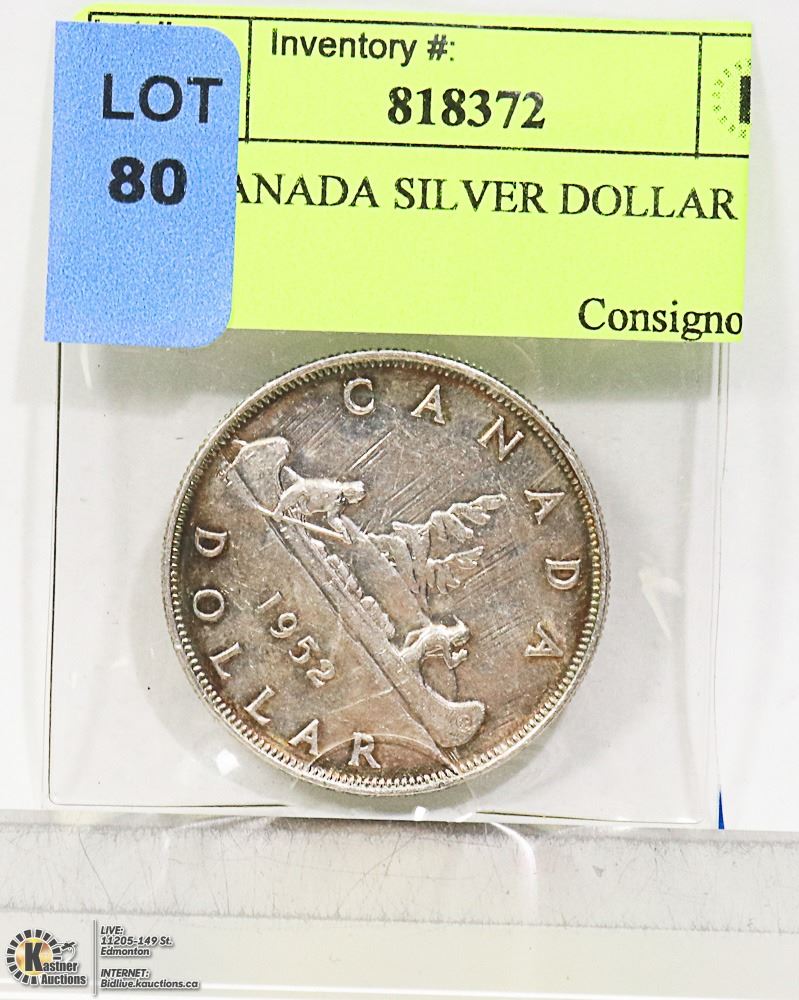 Inventory #:
818372
LOT
80
ANADA SILVER DOLLAR
Consigno
CANADA
1952
DOLLAR
Kastner
Auctions
LIVE:
11205-149 St.
Edmonton
INTERNET:
Bidlive.kauctions.ca